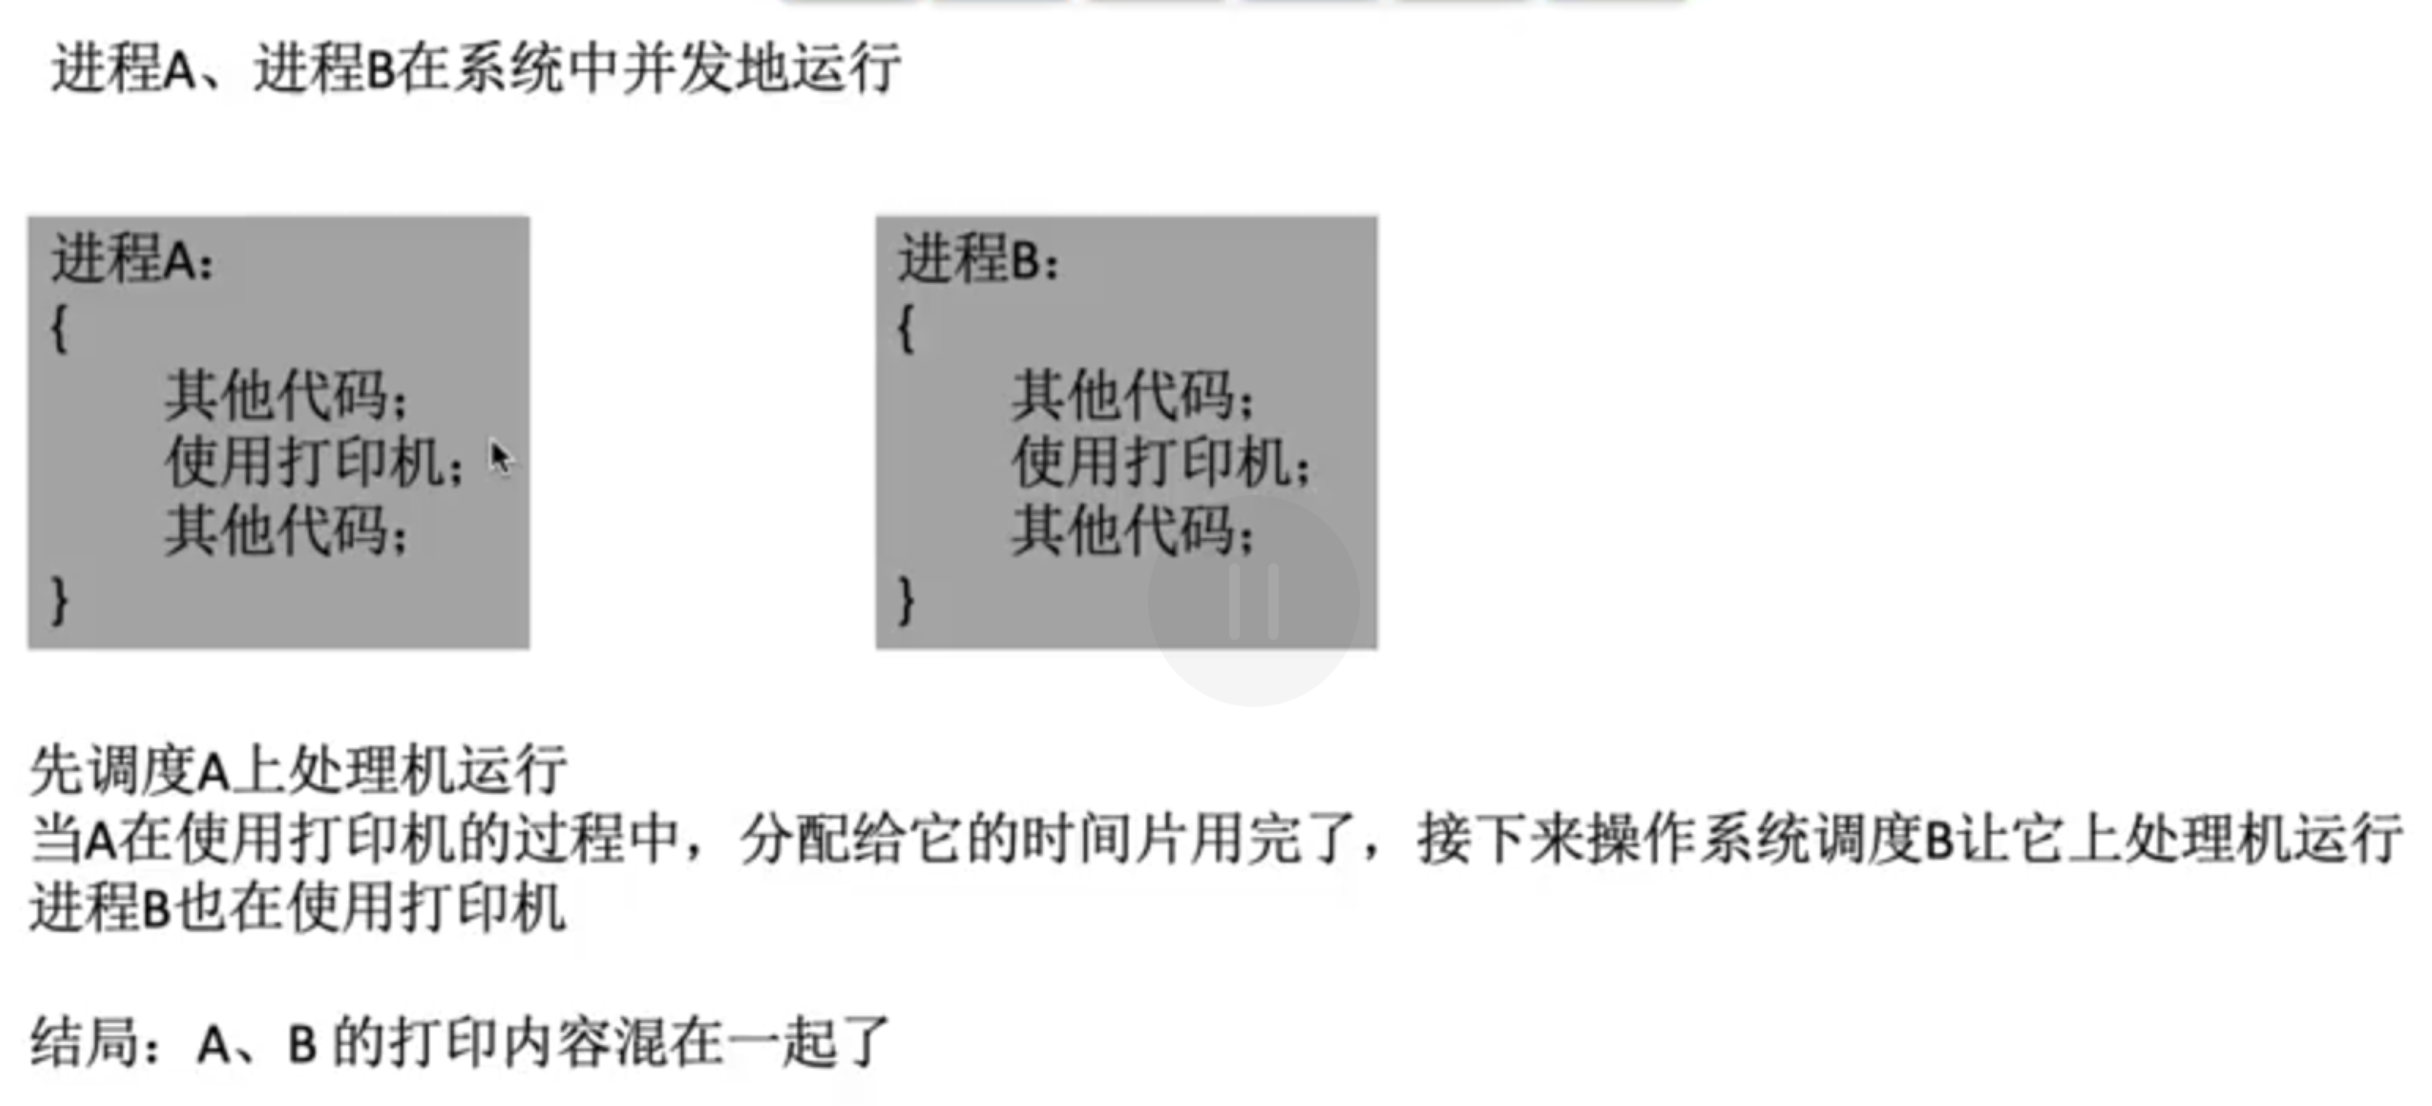 进程A、进程B在系统中并发地运行
进程A：
{
其他代码；
使用打印机；
其他代码；
}
进程B：
{
其他代码；
使用打印机；
其他代码；
}
先调度A上处理机运行
当A在使用打印机的过程中，分配给它的时间片用完了，接下来操作系统调度B让它上处理机运行
进程B也在使用打印机
结局：A、B 的打印内容混在一起了